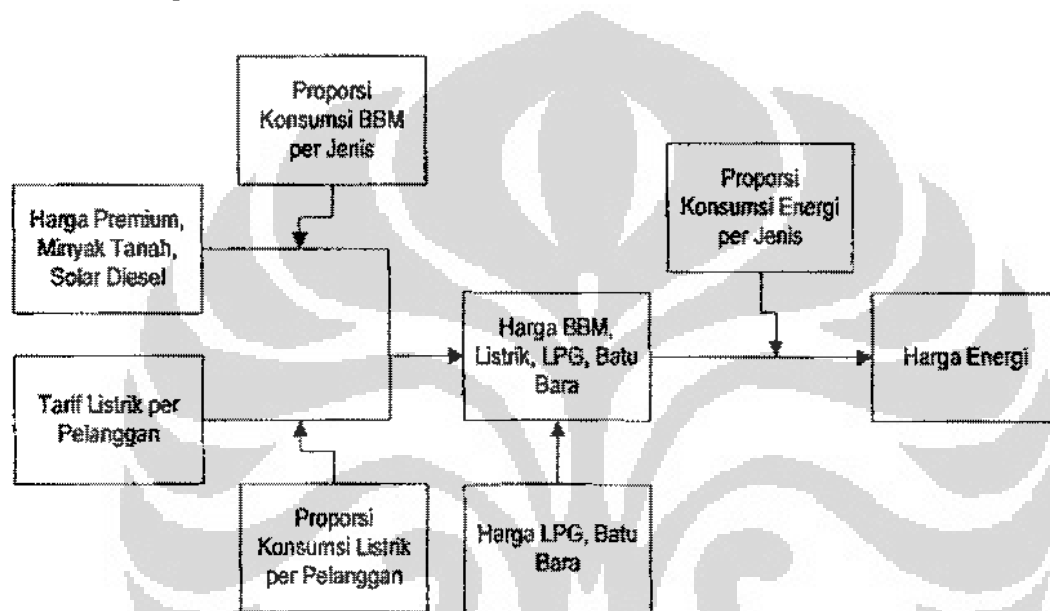 Proporsi
Konsumsi BBM
per Jenis
Proporsi
Konsumsi Energi
per Jenis
Harga Premium,
Minyak Tanah,
Solar Diesel
Harga BBM,
Listrik, LPG, Batu
Bara
Harga Energi
Tarif Listrik per
Pelanggan
Proporsi
Konsumsi Listrik
per Pelanggan
Harga LPG, Batu
Bara